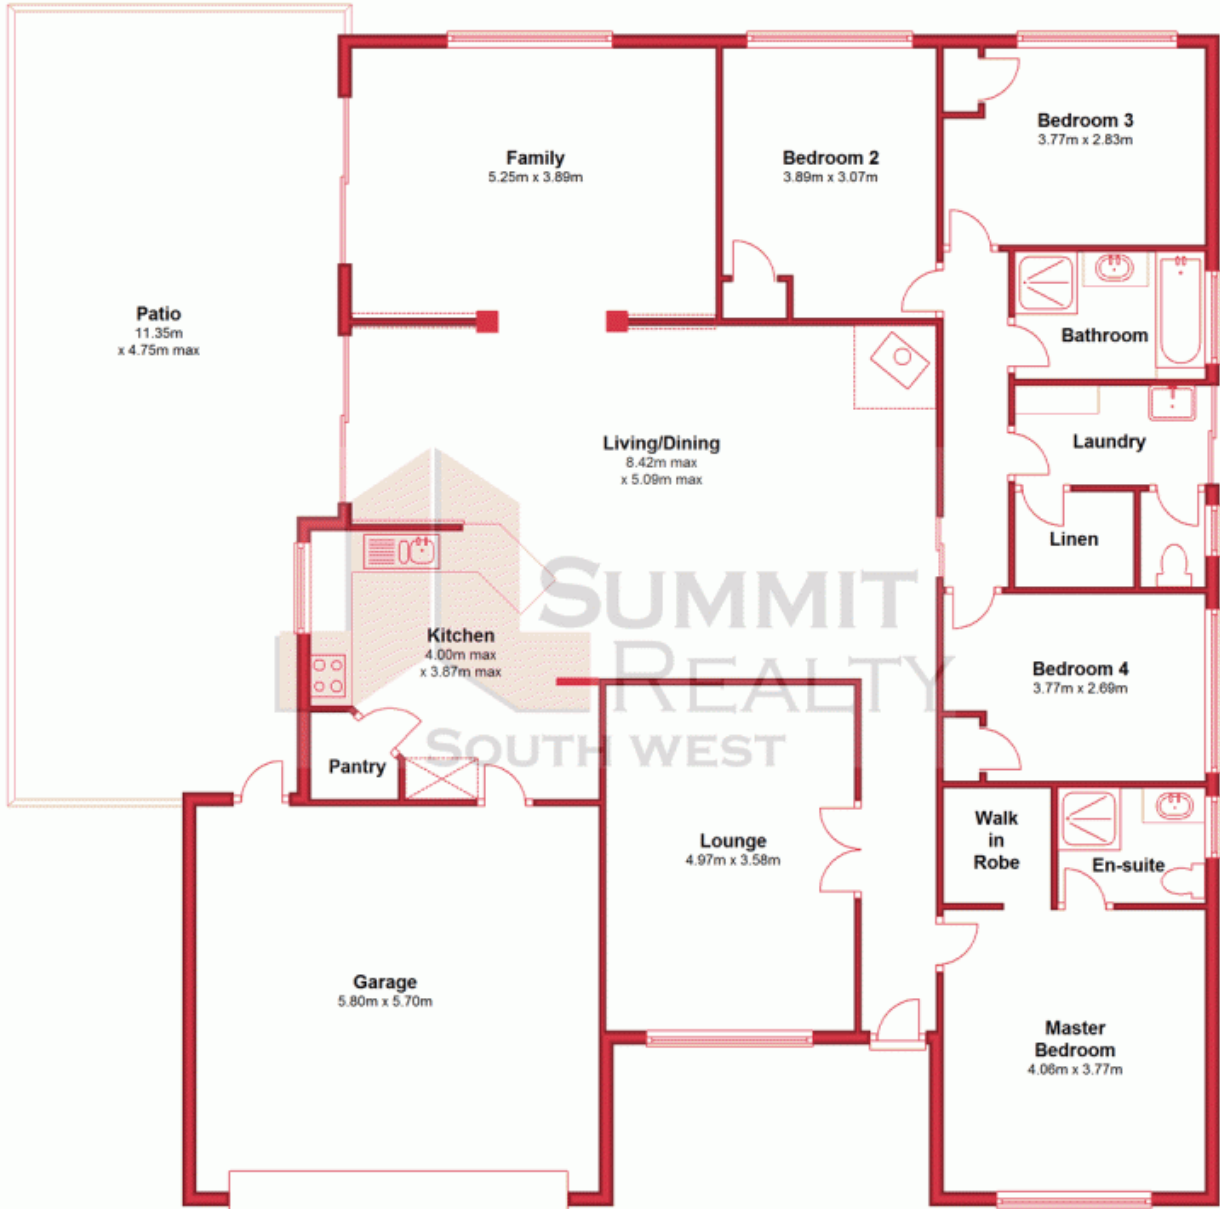 Family
5.25m x 3.89m
Bedroom 2
3.89m x 3.07m
Bedroom 3
3.77m x 2.83m
Patio
11.35m
x 4.75m max
Bathroom
Living/Dining
8.42m max
x 5.09m max
Laundry
Linen
SUMMIT
REALTY
SOUTH WEST
Kitchen
4.00m max
x 3.87m max
Bedroom 4
3.77m x 2.69m
Pantry
Lounge
4.97m x 3.58m
Walk
in
Robe
En-suite
Garage
5.80m x 5.70m
Master
Bedroom
4.06m x 3.77m